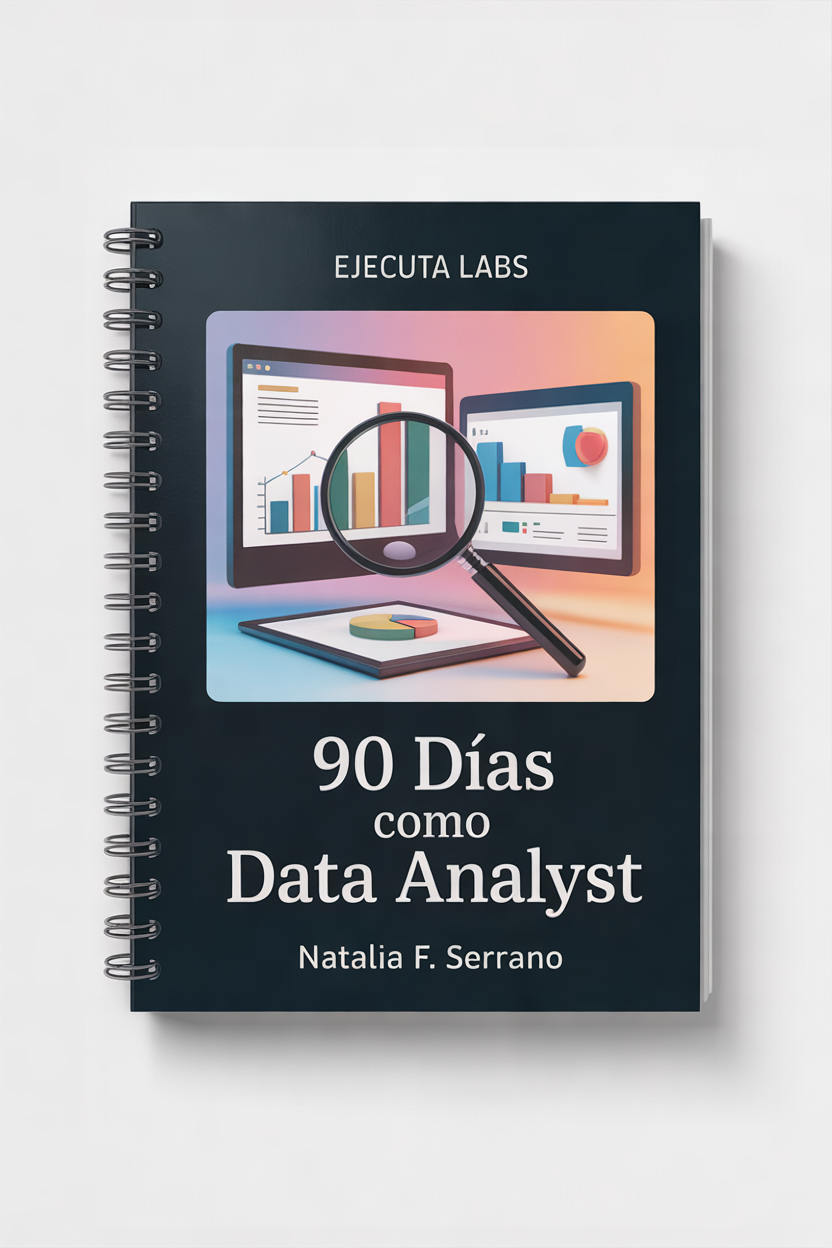 EJECUTA LABS
90 Días
como
Data Analyst
Natalia F. Serrano